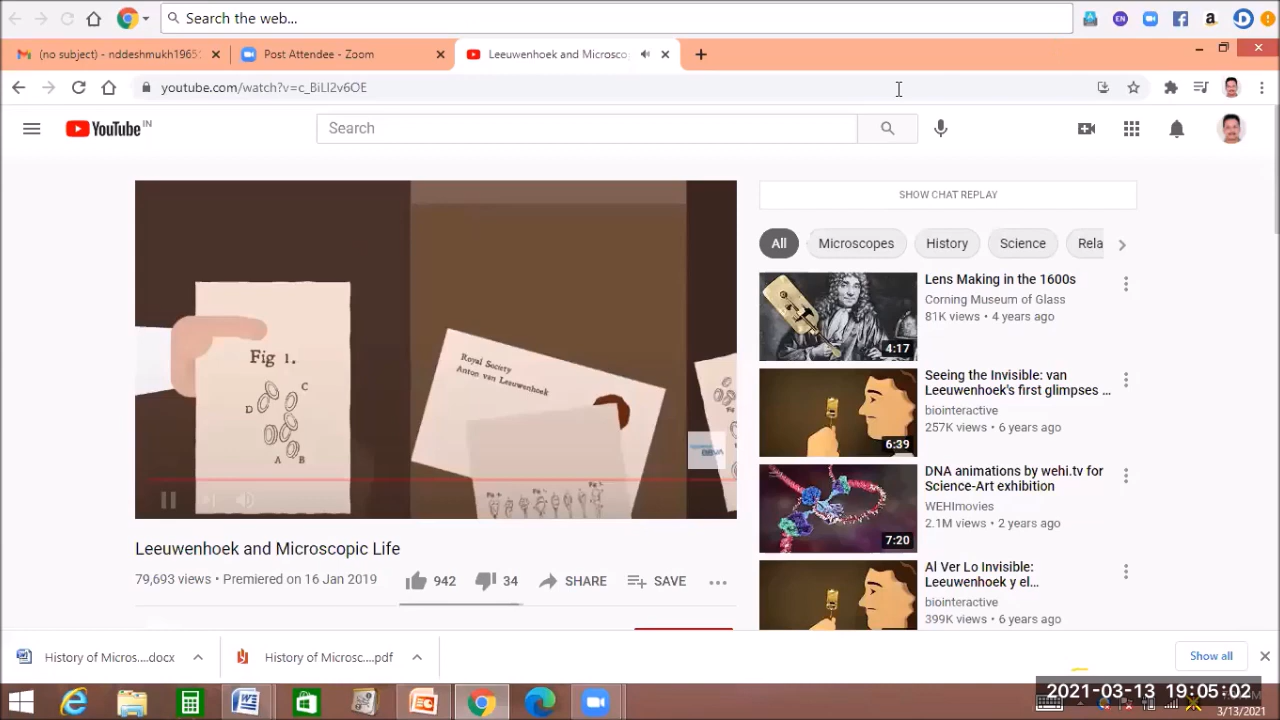 Search the web...
(no subject) - nddeshmukh1965
Post Attendee - Zoom
Leeuwenhoek and Microsco
youtube.com/watch?v=c_BiLI2v6OE
YouTube IN
Search
SHOW CHAT REPLAY
All
Microscopes
History
Science
Rela
Fig 1.
C
D
A
B
Royal Society
Anton van Leeuwenhoek
Lens Making in the 1600s
Corning Museum of Glass
81K views • 4 years ago
4:17
Seeing the Invisible: van
Leeuwenhoek's first glimpses ...
biointeractive
257K views • 6 years ago
6:39
DNA animations by wehi.tv for
Science-Art exhibition
WEHImovies
2.1M views • 2 years ago
7:20
Al Ver Lo Invisible:
Leeuwenhoek y el...
biointeractive
399K views • 6 years ago
Leeuwenhoek and Microscopic Life
79,693 views • Premiered on 16 Jan 2019
942
34
SHARE
SAVE
History of Micros....docx
History of Microsc....pdf
Show all
2021-03-13 19:05:02
3/13/2021